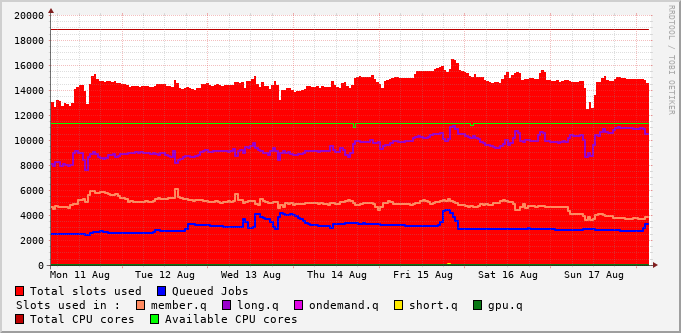 20000
18000
16000
14000
12000
10000
8000
6000
4000
2000
0
Mon 11 Aug Tue 12 Aug Wed 13 Aug Thu 14 Aug Fri 15 Aug Sat 16 Aug Sun 17 Aug
Total slots used Queued Jobs
Slots used in : member.q long.q ondemand.q short.q gpu.q
Total CPU cores Available CPU cores
RRDTOOL / TOBI OETIKER